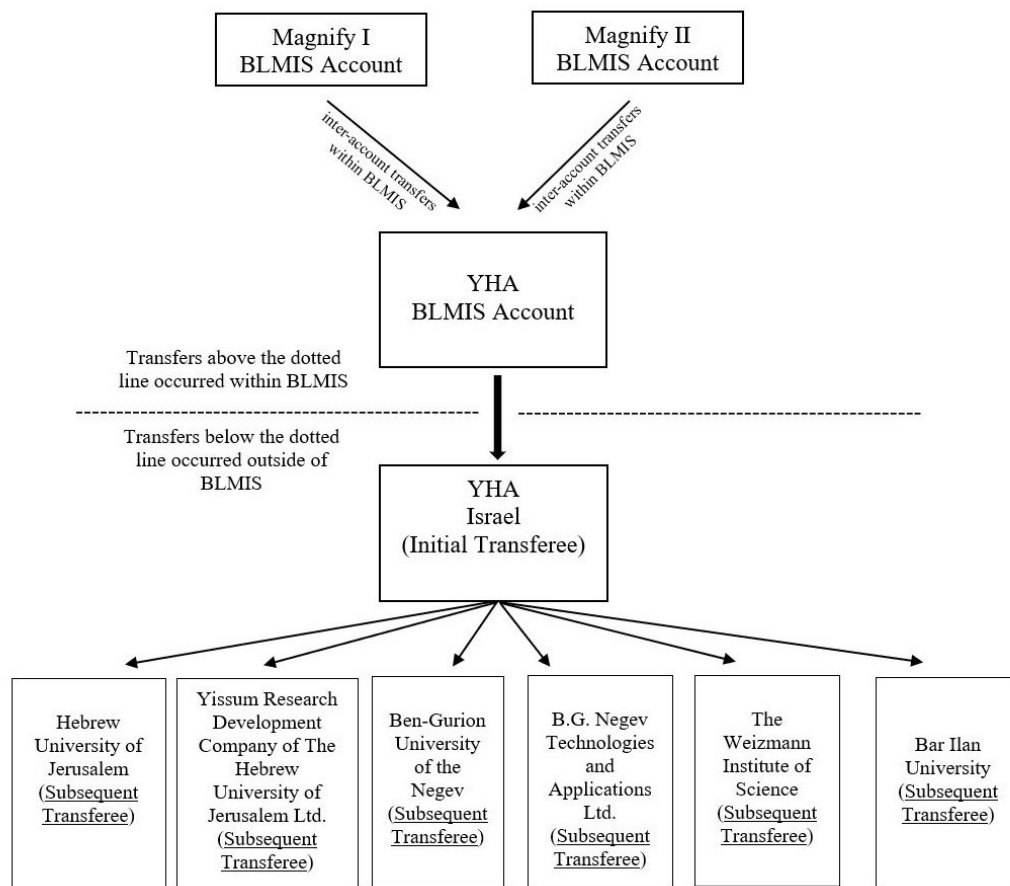 Magnify I
BLMIS Account
Magnify II
BLMIS Account
inter-account transfers
within BLMIS
inter-account transfers
within BLMIS
YHA
BLMIS Account
Transfers above the dotted
line occurred within BLMIS
Transfers below the dotted
line occurred outside of
BLMIS
YHA
Israel
(Initial Transferee)
Hebrew
University of
Jerusalem
(Subsequent
Transferee)
Yissum Research
Development
Company of The
Hebrew
University of
Jerusalem Ltd.
(Subsequent
Transferee)
Ben-Gurion
University
of the
Negev
(Subsequent
Transferee)
B.G. Negev
Technologies
and
Applications
Ltd.
(Subsequent
Transferee)
The
Weizmann
Institute of
Science
(Subsequent
Transferee)
Bar Ilan
University
(Subsequent
Transferee)